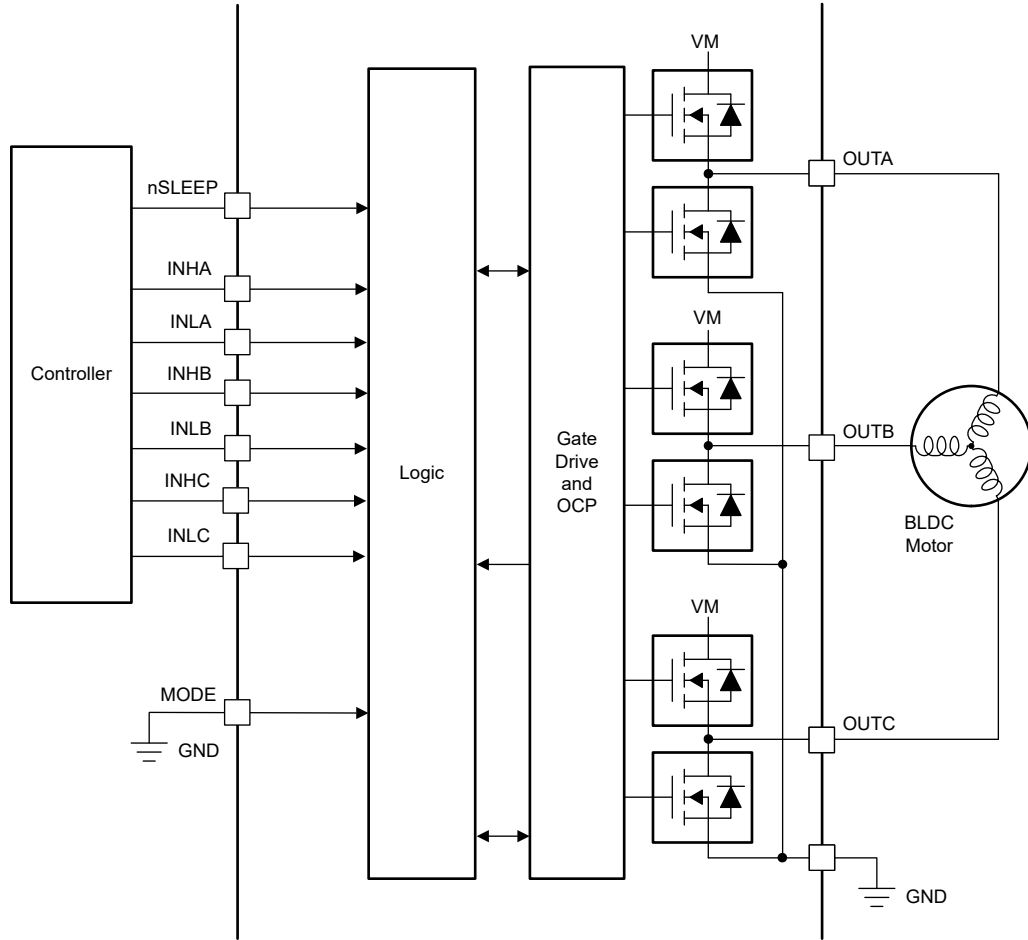 VM
OUTA
nSLEEP
INHA
INLA
VM
Controller
INHB
OUTB
INLB
Logic
Gate
Drive
and
OCP
INHC
BLDC
Motor
INLC
VM
MODE
OUTC
GND
GND